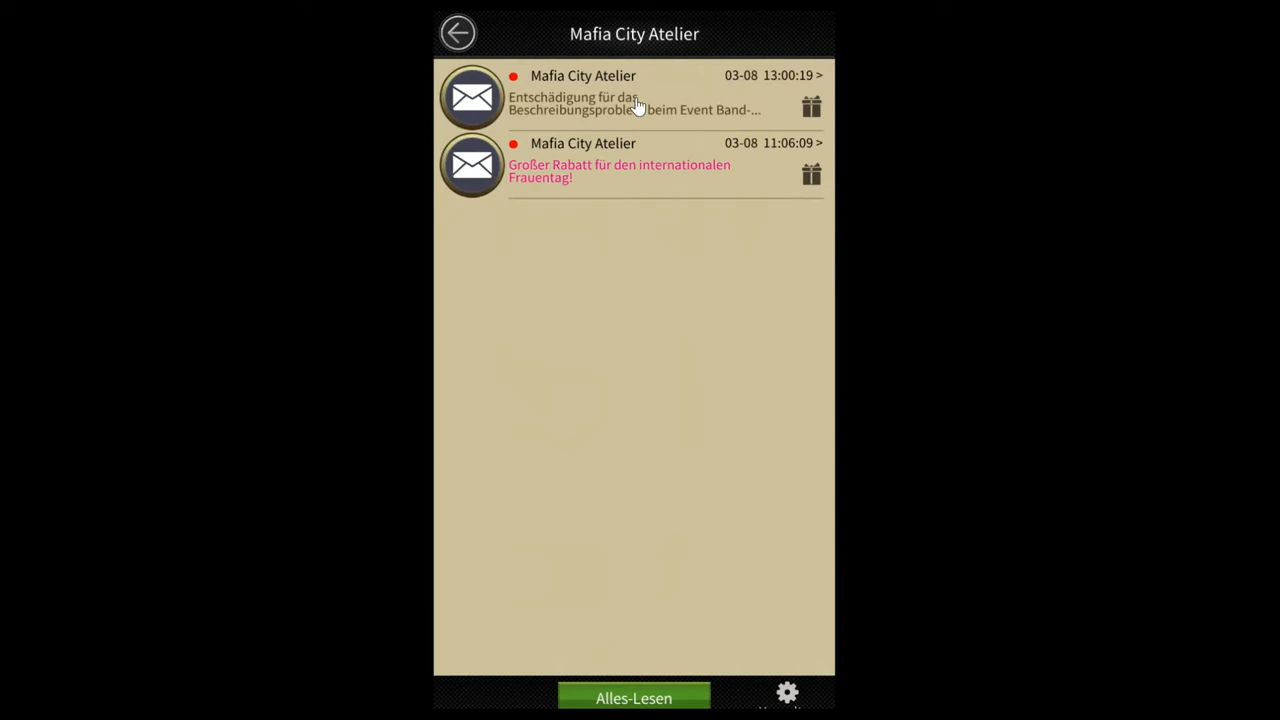 Mafia City Atelier
Mafia City Atelier 03-08 13:00:19 >
Entschädigung für das
beim Event Band-...
Mafia City Atelier 03-08 11:06:09 >
Großer Rabatt für den internationalen
Frauentag!
Alles-Lesen